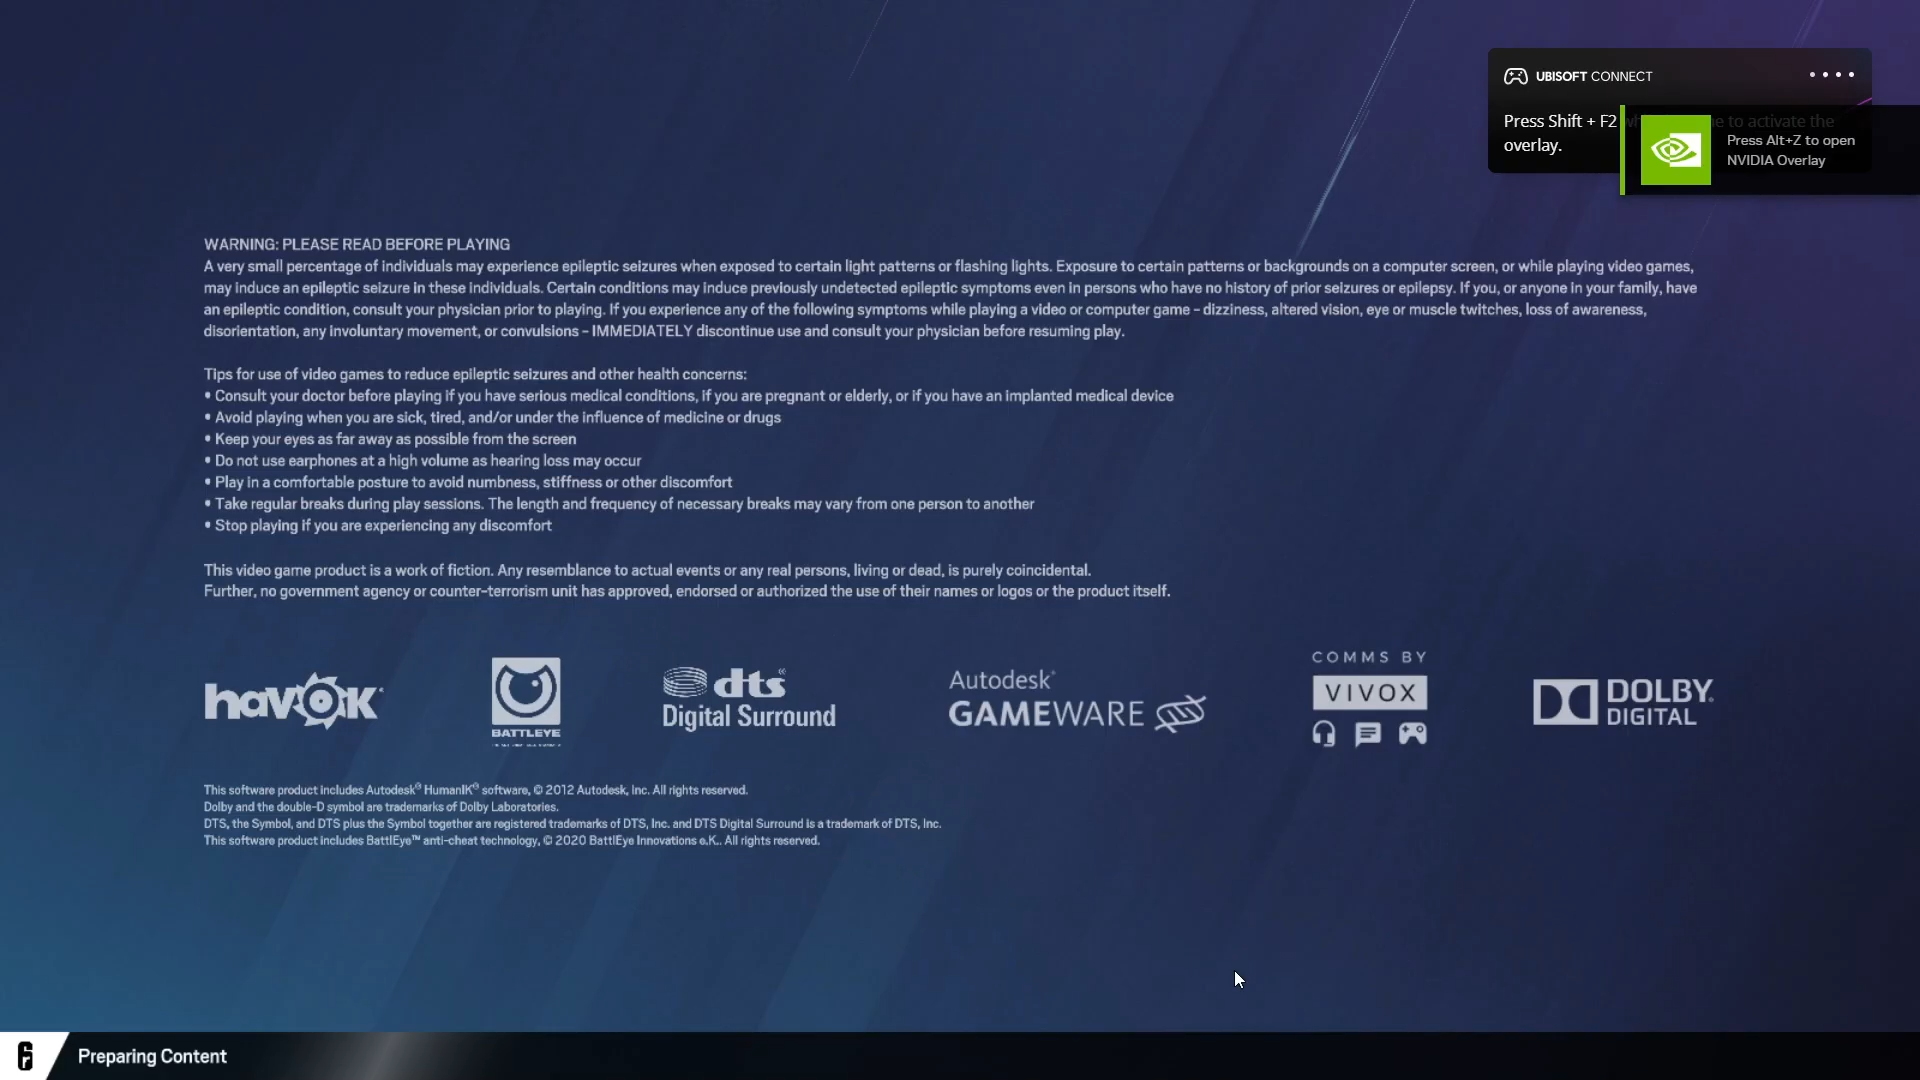 UBISOFT CONNECT
Press Shift + F2 to activate the
overlay.
Press Alt+Z to open
NVIDIA Overlay
WARNING: PLEASE READ BEFORE PLAYING
A very small percentage of individuals may experience epileptic seizures when exposed to certain light patterns or flashing lights. Exposure to certain patterns or backgrounds on a computer screen, or while playing video games,
may induce an epileptic seizure in these individuals. Certain conditions may induce previously undetected epileptic symptoms even in persons who have no history of prior seizures or epilepsy. If you, or anyone in your family, have
an epileptic condition, consult your physician prior to playing. If you experience any of the following symptoms while playing a video or computer game - dizziness, altered vision, eye or muscle twitches, loss of awareness,
disorientation, any involuntary movement, or convulsions - IMMEDIATELY discontinue use and consult your physician before resuming play.
Tips for use of video games to reduce epileptic seizures and other health concerns:
• Consult your doctor before playing if you have serious medical conditions, if you are pregnant or elderly, or if you have an implanted medical device
• Avoid playing when you are sick, tired, and/or under the influence of medicine or drugs
• Keep your eyes as far away as possible from the screen
• Do not use earphones at a high volume as hearing loss may occur
• Play in a comfortable posture to avoid numbness, stiffness or other discomfort
• Take regular breaks during play sessions. The length and frequency of necessary breaks may vary from one person to another
• Stop playing if you are experiencing any discomfort
This video game product is a work of fiction. Any resemblance to actual events or any real persons, living or dead, is purely coincidental.
Further, no government agency or counter-terrorism unit has approved, endorsed or authorized the use of their names or logos or the product itself.
havok
BATTLEYE
dts
Digital Surround
Autodesk®
GAMEWARE
COMMS BY
VIVOX
DOLBY®
DIGITAL
This software product includes Autodesk® HumanIK® software, © 2012 Autodesk, Inc. All rights reserved.
Dolby and the double-D symbol are trademarks of Dolby Laboratories.
DTS, the Symbol, and DTS plus the Symbol together are registered trademarks of DTS, Inc. and DTS Digital Surround is a trademark of DTS, Inc.
This software product includes BattlEye™ anti-cheat technology, © 2020 BattlEye Innovations e.K.. All rights reserved.
Preparing Content